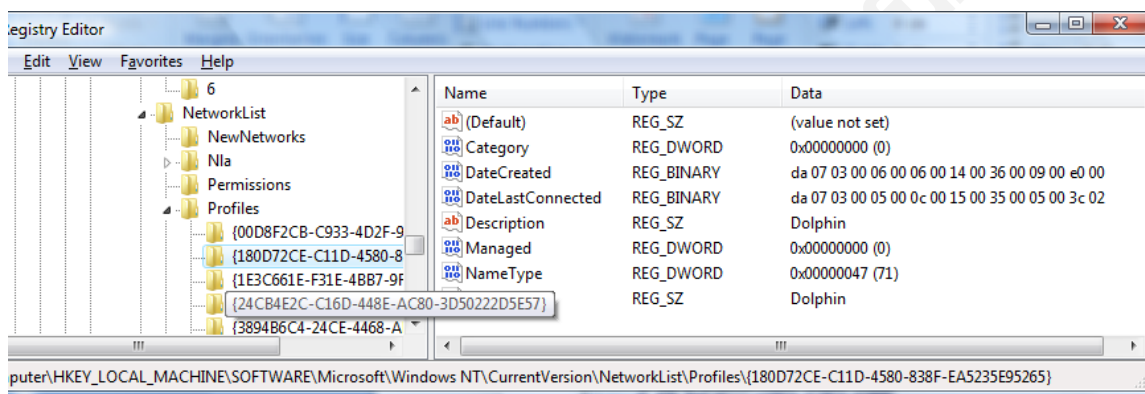 egistry Editor
Edit View Favorites Help
6
NetworkList
NewNetworks
Nla
Permissions
Profiles
{00D8F2CB-C933-4D2F-9
{180D72CE-C11D-4580-8
{1E3C661E-F31E-4BB7-9F
{24CB4E2C-C16D-448E-AC80-3D50222D5E57}
{3894B6C4-24CE-4468-A
Name Type Data
(Default) REG_SZ (value not set)
Category REG_DWORD 0x00000000 (0)
DateCreated REG_BINARY da 07 03 00 06 00 06 00 14 00 36 00 09 00 e0 00
DateLastConnected REG_BINARY da 07 03 00 05 00 0c 00 15 00 35 00 05 00 3c 02
Description REG_SZ Dolphin
Managed REG_DWORD 0x00000000 (0)
NameType REG_DWORD 0x00000047 (71)
REG_SZ Dolphin
puter\HKEY_LOCAL_MACHINE\SOFTWARE\Microsoft\Windows NT\CurrentVersion\NetworkList\Profiles\{180D72CE-C11D-4580-838F-EA5235E95265}